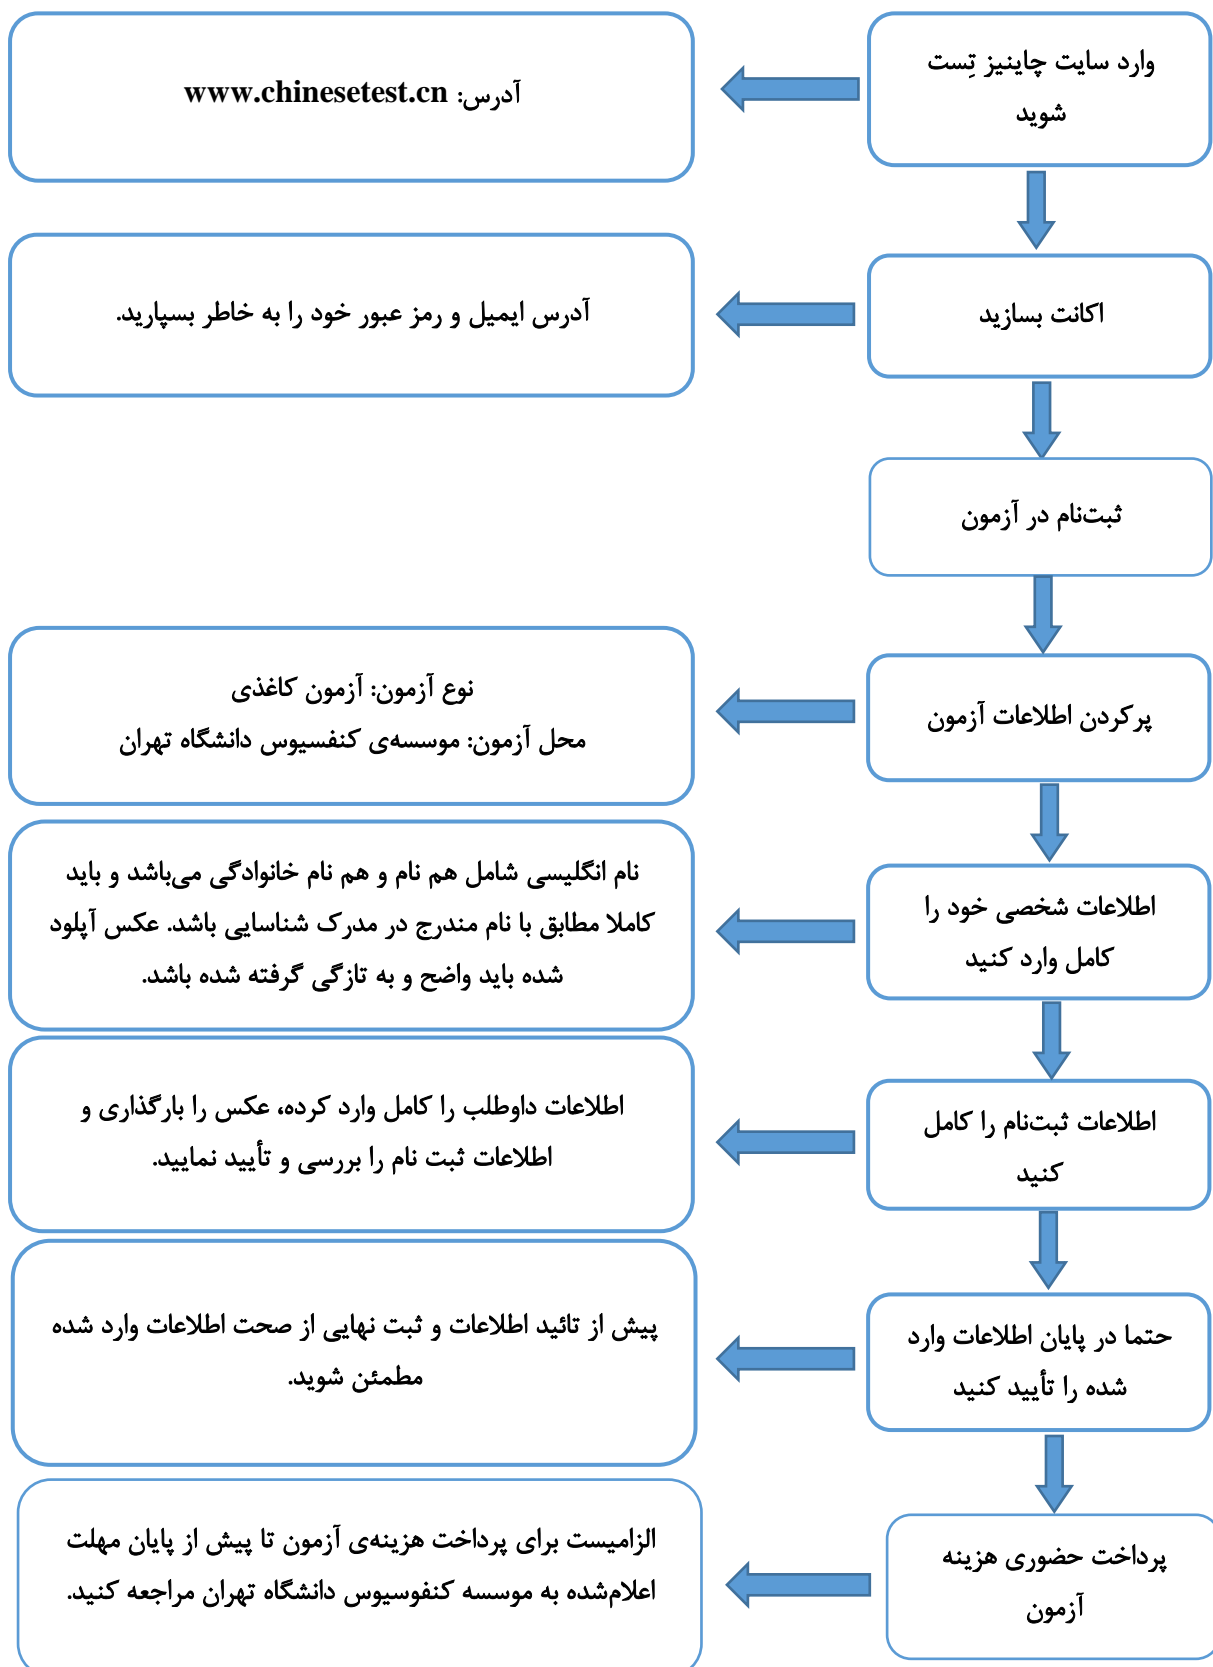 وارد سایت چاینیز تِست
شوید
آدرس: www.chinesetest.cn
اکانت بسازید
آدرس ایمیل و رمز عبور خود را به خاطر بسپارید.
ثبت‌نام در آزمون
پرکردن اطلاعات آزمون
نوع آزمون: آزمون کاغذی
محل آزمون: موسسه‌ی کنفسیوس دانشگاه تهران
اطلاعات شخصی خود را
کامل وارد کنید
نام انگلیسی شامل هم نام و هم نام خانوادگی می‌باشد و باید
کاملا مطابق با نام مندرج در مدرک شناسایی باشد. عکس آپلود
شده باید واضح و به تازگی گرفته شده باشد.
اطلاعات ثبت‌نام را کامل
کنید
اطلاعات داوطلب را کامل وارد کرده، عکس را بارگذاری و
اطلاعات ثبت نام را بررسی و تأیید نمایید.
حتما در پایان اطلاعات وارد
شده را تأیید کنید
پیش از تائید اطلاعات و ثبت نهایی از صحت اطلاعات وارد شده
مطمئن شوید.
پرداخت حضوری هزینه
آزمون
الزامیست برای پرداخت هزینه‌ی آزمون تا پیش از پایان مهلت
اعلام‌شده به موسسه کنفوسیوس دانشگاه تهران مراجعه کنید.